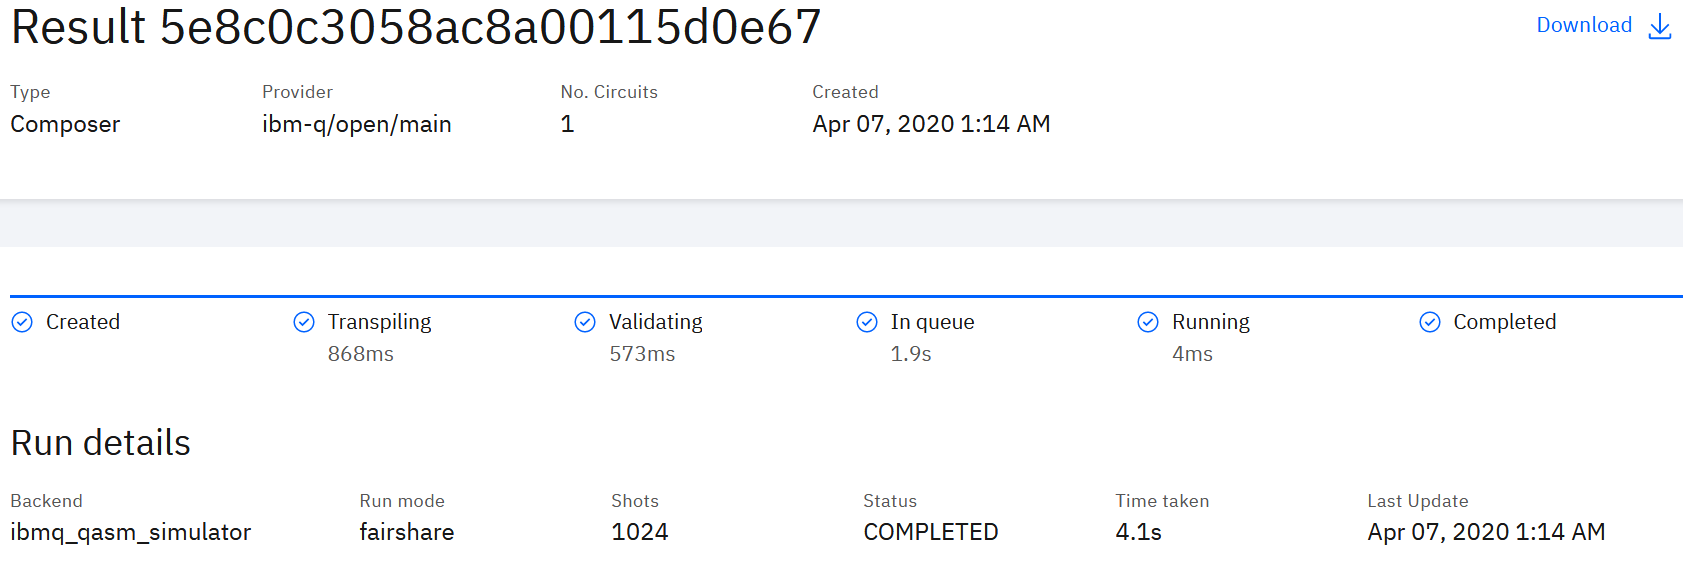 Result 5e8c0c3058ac8a00115d0e67
Download
Type Provider No. Circuits Created
Composer ibm-q/open/main 1 Apr 07, 2020 1:14 AM
Created Transpiling Validating In queue Running Completed
868ms 573ms 1.9s 4ms
Run details
Backend Run mode Shots Status Time taken Last Update
ibmq_qasm_simulator fairshare 1024 COMPLETED 4.1s Apr 07, 2020 1:14 AM